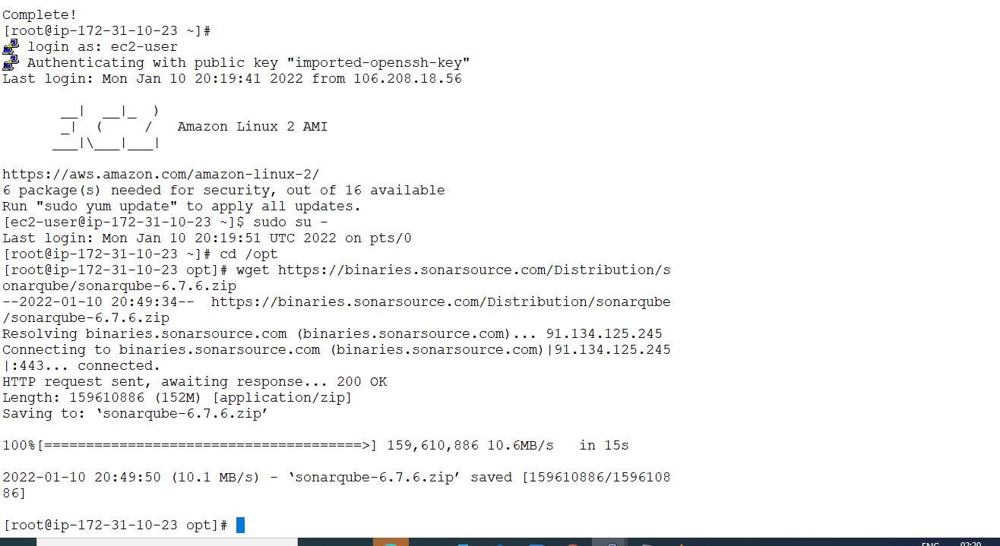 Complete!
[root@ip-172-31-10-23 ~]#
login as: ec2-user
Authenticating with public key "imported-openssh-key"
Last login: Mon Jan 10 20:19:41 2022 from 106.208.18.56
       __|  __|_  )
       _|  (     /   Amazon Linux 2 AMI
      ___|\___|___|
https://aws.amazon.com/amazon-linux-2/
6 package(s) needed for security, out of 16 available
Run "sudo yum update" to apply all updates.
[ec2-user@ip-172-31-10-23 ~]$ sudo su -
Last login: Mon Jan 10 20:19:51 UTC 2022 on pts/0
[root@ip-172-31-10-23 ~]# cd /opt
[root@ip-172-31-10-23 opt]# wget https://binaries.sonarsource.com/Distribution/s
onarqube/sonarqube-6.7.6.zip
--2022-01-10 20:49:34--  https://binaries.sonarsource.com/Distribution/sonarqube
/sonarqube-6.7.6.zip
Resolving binaries.sonarsource.com (binaries.sonarsource.com)... 91.134.125.245
Connecting to binaries.sonarsource.com (binaries.sonarsource.com)|91.134.125.245
|:443... connected.
HTTP request sent, awaiting response... 200 OK
Length: 159610886 (152M) [application/zip]
Saving to: ‘sonarqube-6.7.6.zip’
100%[======================================>] 159,610,886 10.6MB/s   in 15s
2022-01-10 20:49:50 (10.1 MB/s) - ‘sonarqube-6.7.6.zip’ saved [159610886/1596108
86]
[root@ip-172-31-10-23 opt]#
ENG 02:20